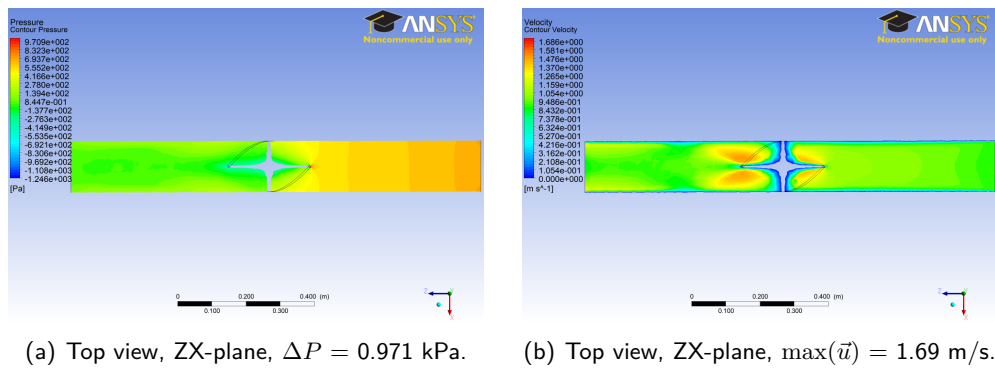 Pressure
Contour Pressure
9.709e+002
8.323e+002
6.937e+002
5.552e+002
4.166e+002
2.780e+002
1.394e+002
8.447e-001
-1.377e+002
-2.763e+002
-4.149e+002
-5.535e+002
-6.921e+002
-8.306e+002
-9.692e+002
-1.108e+003
-1.246e+003
[Pa]
ANSYS
Noncommercial use only
0 0.200 0.400 (m)
0.100 0.300
Z
X
(a) Top view, ZX-plane, ΔP = 0.971 kPa.
Velocity
Contour Velocity
1.686e+000
1.581e+000
1.476e+000
1.370e+000
1.265e+000
1.159e+000
1.054e+000
9.486e-001
8.432e-001
7.378e-001
6.324e-001
5.270e-001
4.216e-001
3.162e-001
2.108e-001
1.054e-001
0.000e+000
[m s^-1]
ANSYS
Noncommercial use only
0 0.200 0.400 (m)
0.100 0.300
Z
X
(b) Top view, ZX-plane, max(u⃗) = 1.69 m/s.